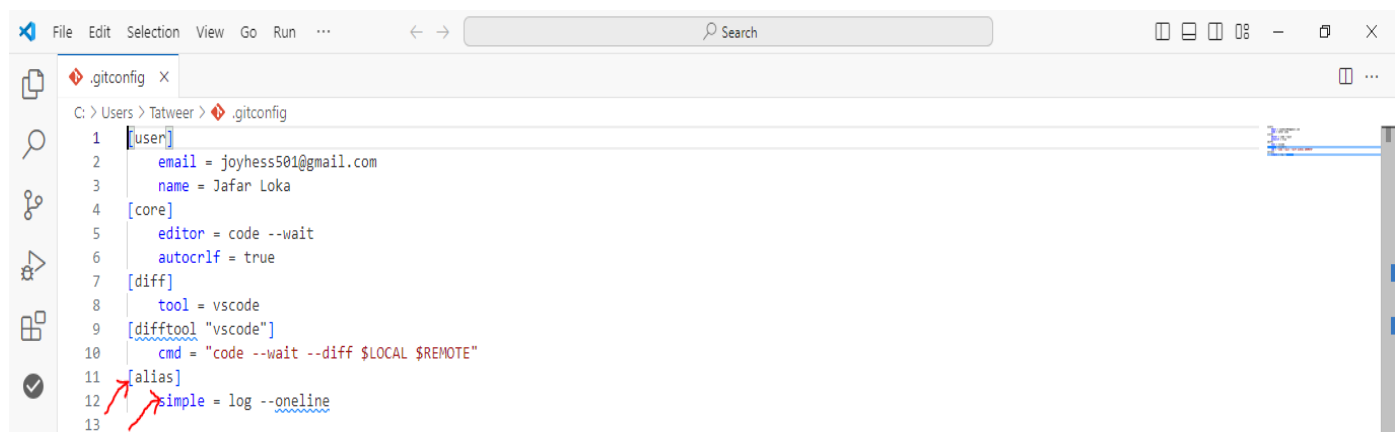 File Edit Selection View Go Run ··· Search
.gitconfig
C: > Users > Tatweer > .gitconfig
1 [user]
2 email = joyhess501@gmail.com
3 name = Jafar Loka
4 [core]
5 editor = code --wait
6 autocrlf = true
7 [diff]
8 tool = vscode
9 [difftool "vscode"]
10 cmd = "code --wait --diff $LOCAL $REMOTE"
11 [alias]
12 simple = log --oneline
13